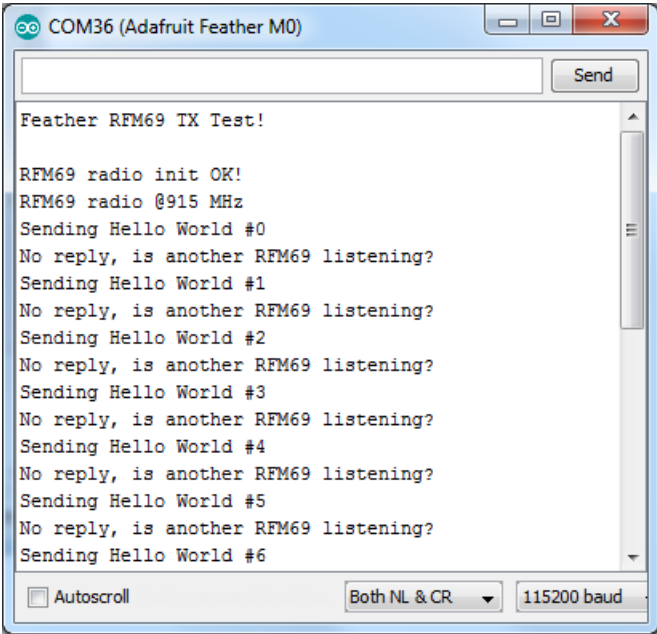 COM36 (Adafruit Feather M0)
Send
Feather RFM69 TX Test!
RFM69 radio init OK!
RFM69 radio @915 MHz
Sending Hello World #0
No reply, is another RFM69 listening?
Sending Hello World #1
No reply, is another RFM69 listening?
Sending Hello World #2
No reply, is another RFM69 listening?
Sending Hello World #3
No reply, is another RFM69 listening?
Sending Hello World #4
No reply, is another RFM69 listening?
Sending Hello World #5
No reply, is another RFM69 listening?
Sending Hello World #6
Autoscroll Both NL & CR 115200 baud